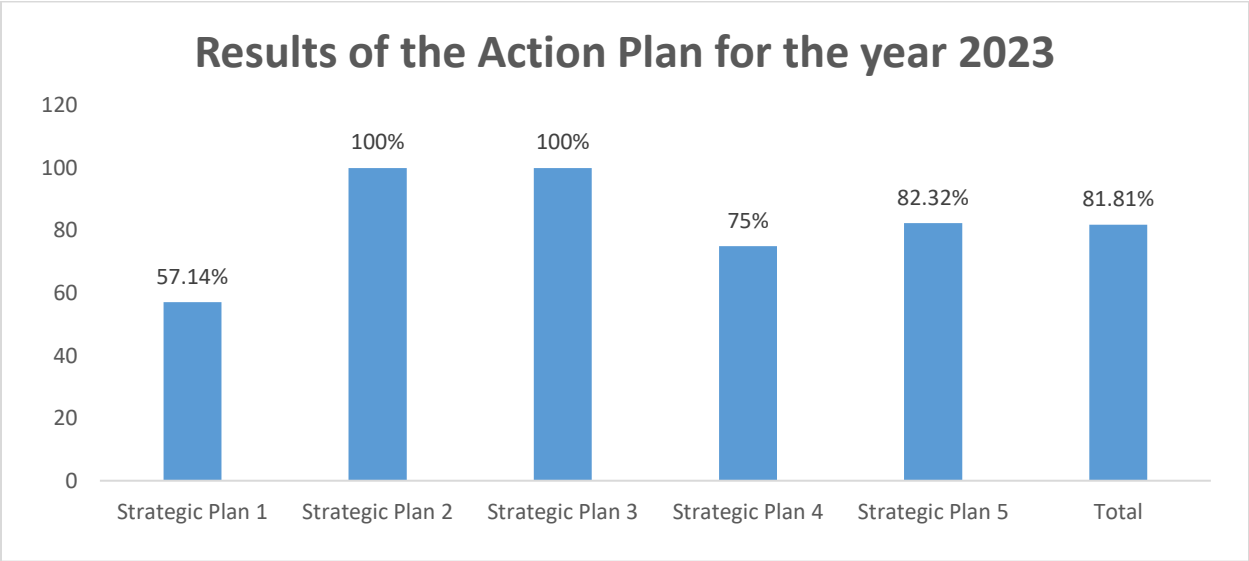 Results of the Action Plan for the year 2023
120
100
80
60
40
20
0
57.14%
100%
100%
75%
82.32%
81.81%
Strategic Plan 1
Strategic Plan 2
Strategic Plan 3
Strategic Plan 4
Strategic Plan 5
Total